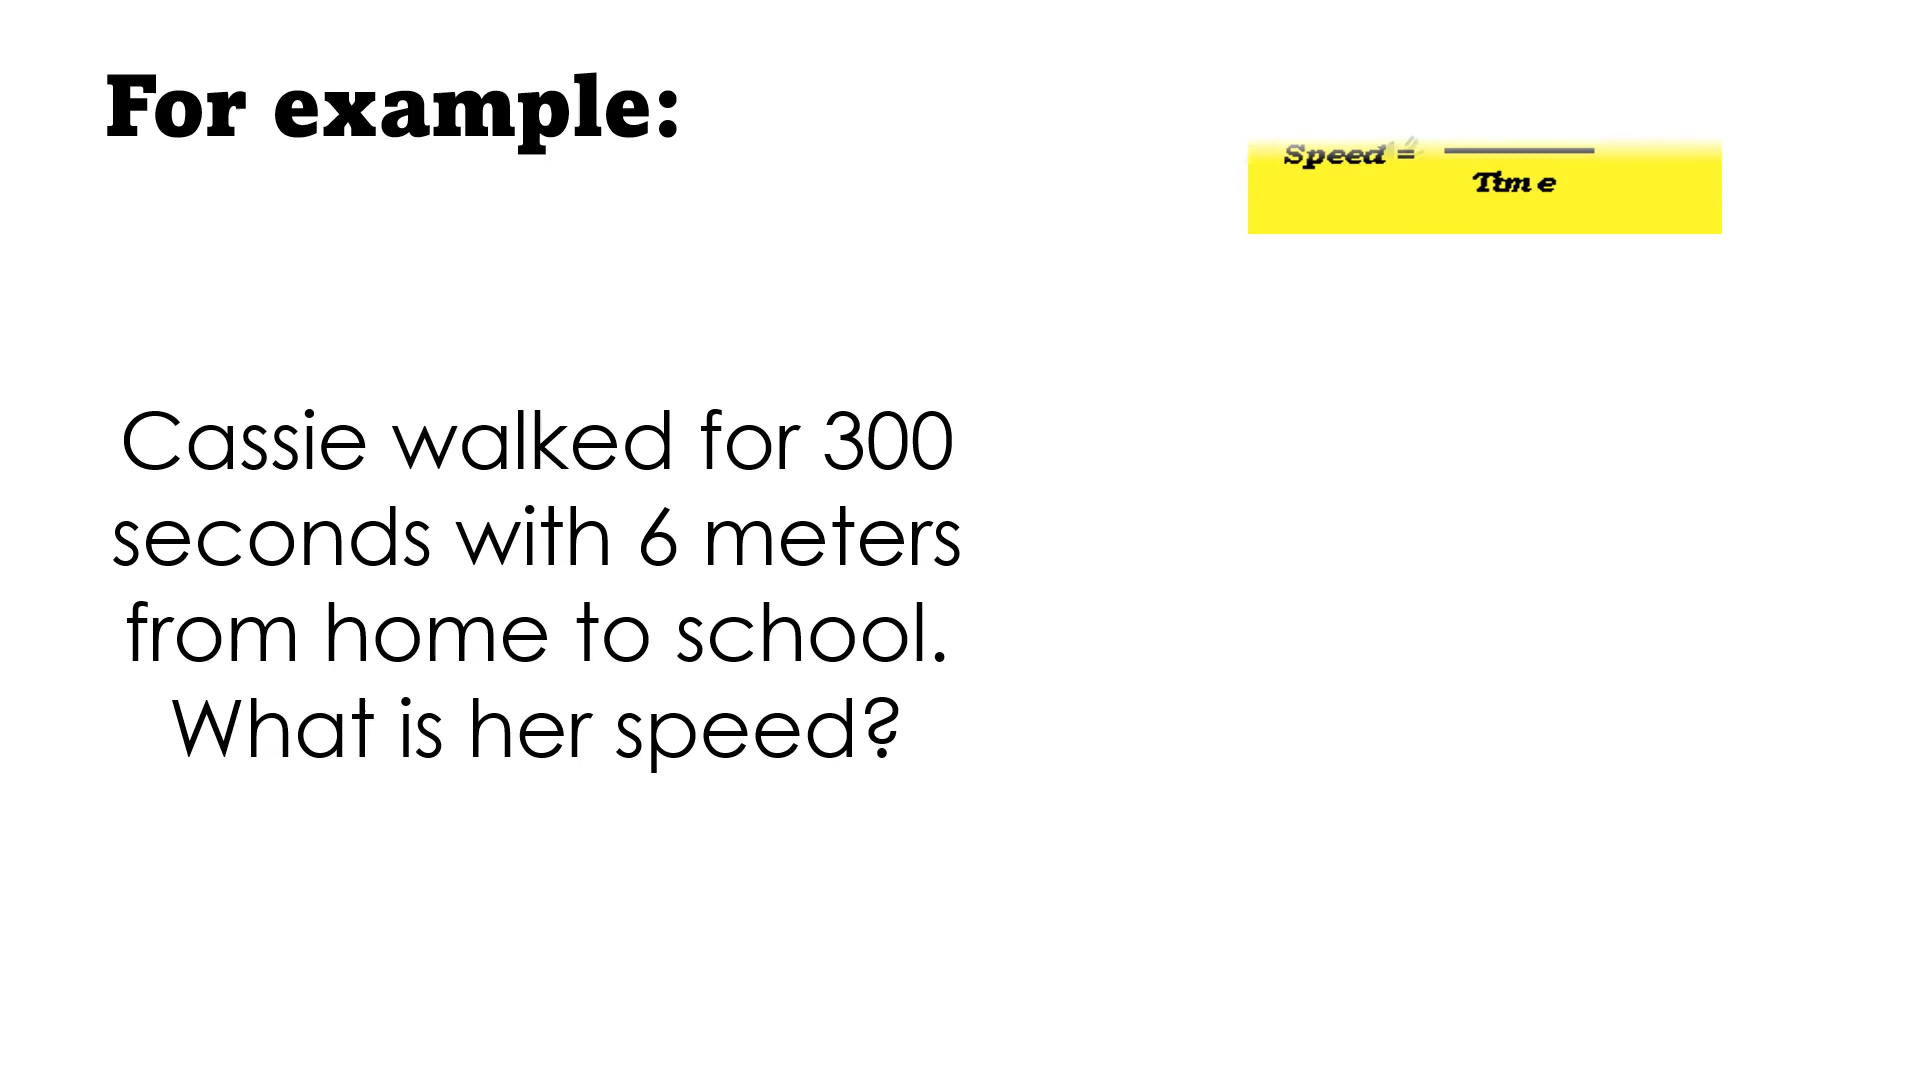 For example:
Speed =
Time
Cassie walked for 300
seconds with 6 meters
from home to school.
What is her speed?